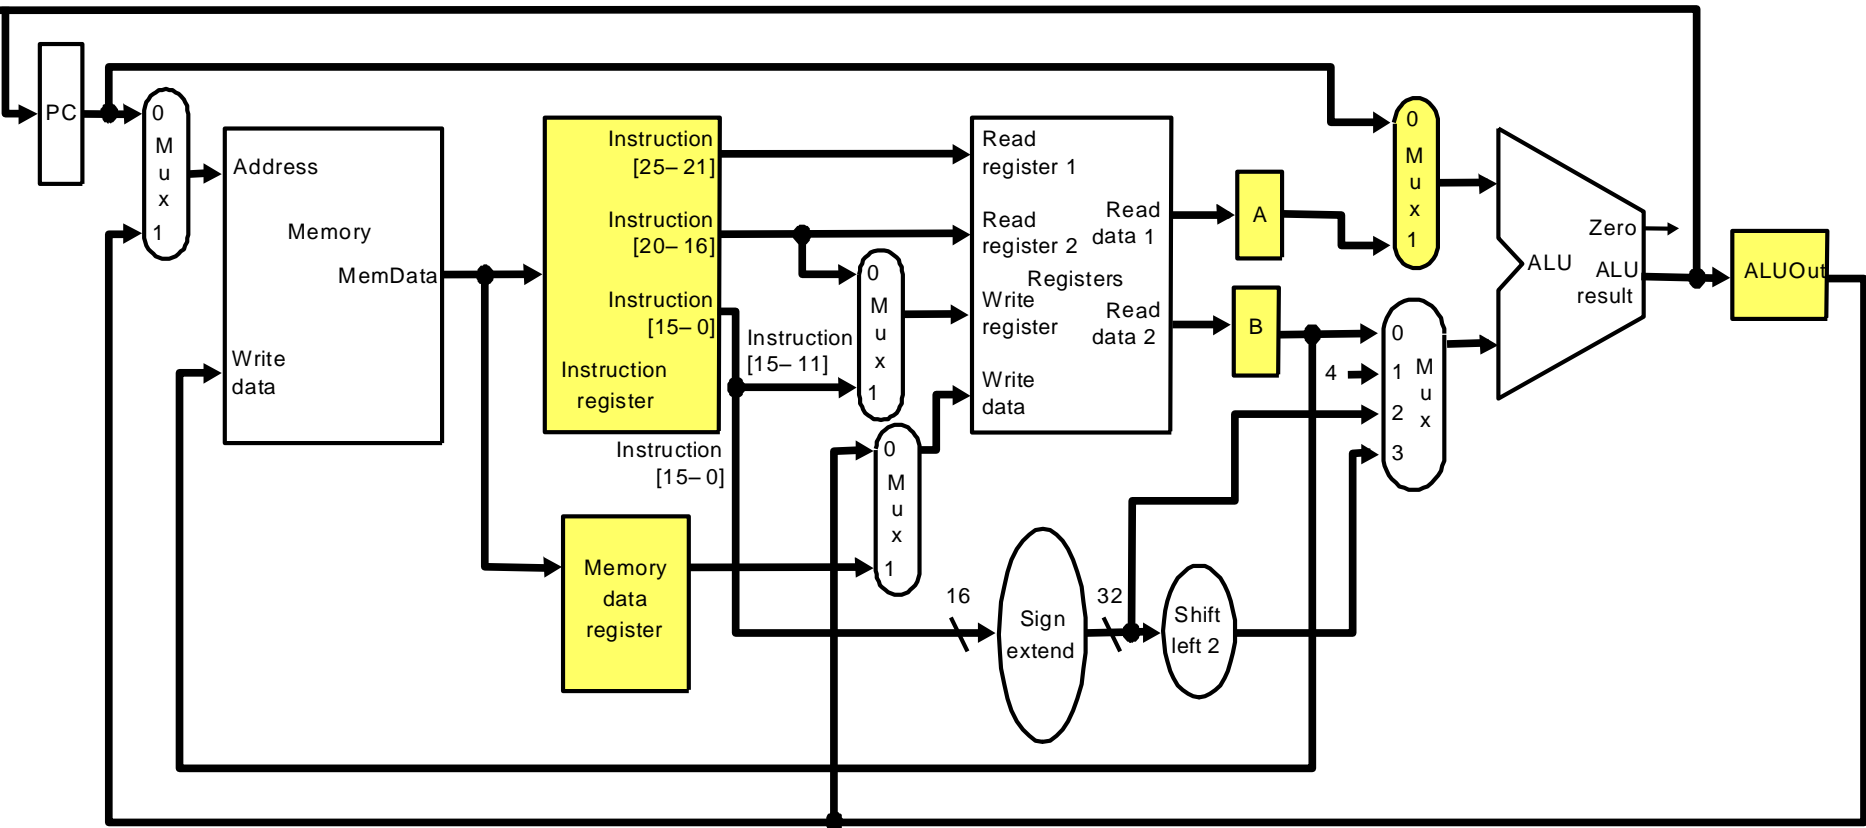 PC
0
M
u
x
1
Address
Memory
MemData
Write
data
Instruction
[25–21]
Instruction
[20–16]
Instruction
[15–0]
Instruction
register
Instruction
[15–0]
Memory
data
register
Instruction
[15–11]
0
M
u
x
1
0
M
u
x
1
Read
register 1
Read
register 2
Registers
Write
register
Write
data
Read
data 1
Read
data 2
16
Sign
extend
32
Shift
left 2
A
B
4
0
M
u
x
1
0
1
2
3
M
u
x
Zero
ALU
ALU
result
ALUOut